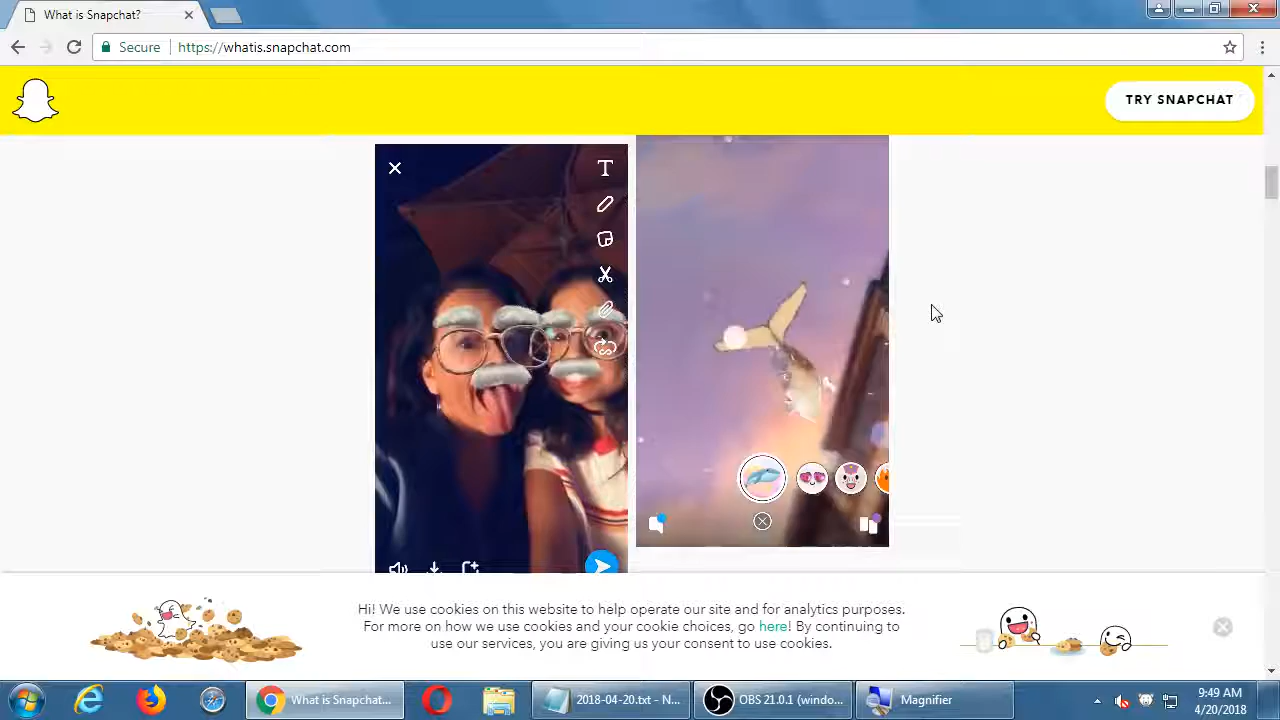 What is Snapchat?
Secure
https://whatis.snapchat.com
TRY SNAPCHAT
T
Hi! We use cookies on this website to help operate our site and for analytics purposes.
For more on how we use cookies and your cookie choices, go here! By continuing to
use our services, you are giving us your consent to use cookies.
What is Snapchat...
2018-04-20.txt - N...
OBS 21.0.1 (windo...
Magnifier
9:49 AM
4/20/2018